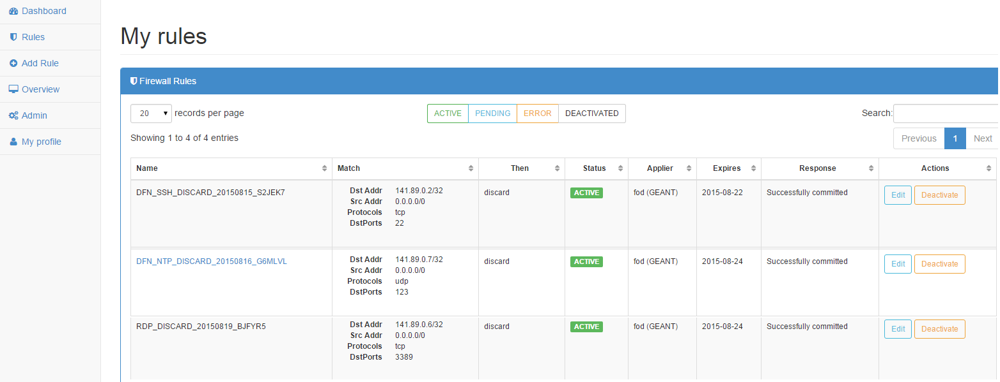 Dashboard
Rules
Add Rule
Overview
Admin
My profile
My rules
Firewall Rules
20 records per page
ACTIVE PENDING ERROR DEACTIVATED
Search:
Showing 1 to 4 of 4 entries
Previous 1 Next
Name Match Then Status Applier Expires Response Actions
DFN_SSH_DISCARD_20150815_S2JEK7 Dst Addr 141.89.0.2/32 discard ACTIVE fod (GEANT) 2015-08-22 Successfully committed Edit Deactivate
Src Addr 0.0.0.0/0
Protocols tcp
DstPorts 22
DFN_NTP_DISCARD_20150816_G6MLVL Dst Addr 141.89.0.7/32 discard ACTIVE fod (GEANT) 2015-08-24 Successfully committed Edit Deactivate
Src Addr 0.0.0.0/0
Protocols udp
DstPorts 123
RDP_DISCARD_20150819_BJFYR5 Dst Addr 141.89.0.6/32 discard ACTIVE fod (GEANT) 2015-08-24 Successfully committed Edit Deactivate
Src Addr 0.0.0.0/0
Protocols tcp
DstPorts 3389